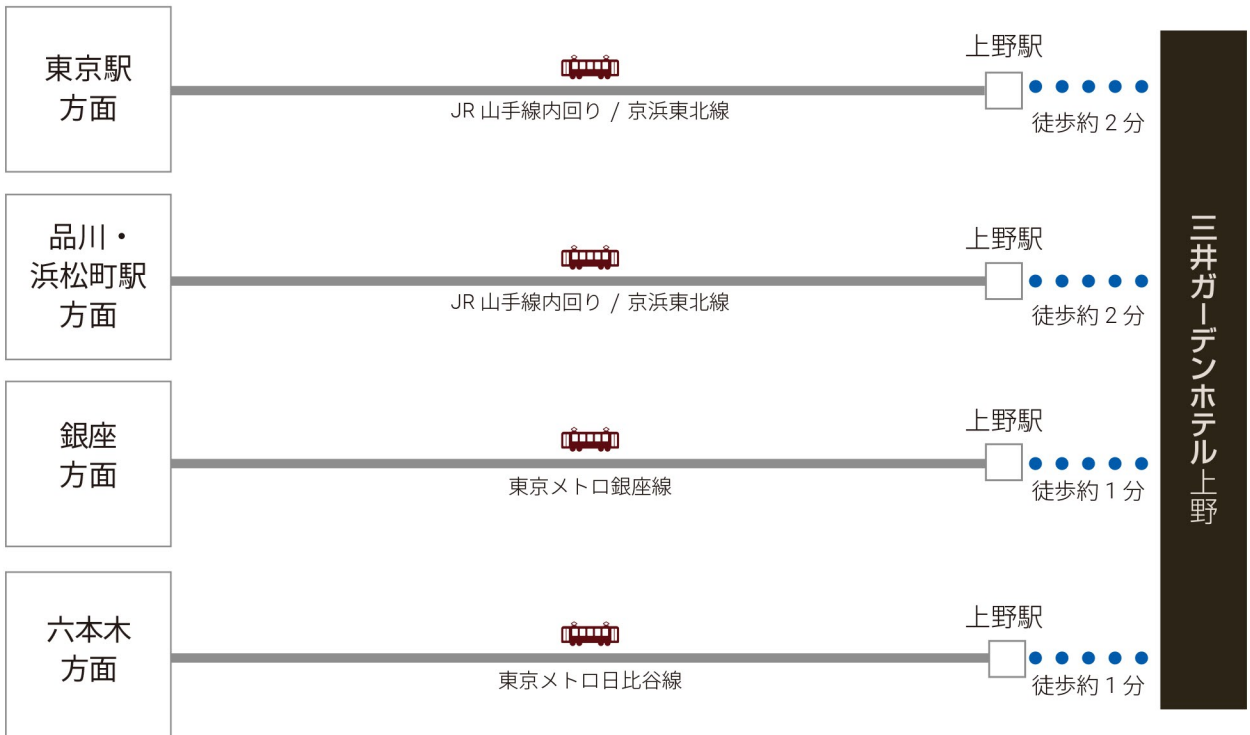 東京駅
方面
JR 山手線内回り / 京浜東北線
上野駅
徒歩約 2 分
品川・
浜松町駅
方面
JR 山手線内回り / 京浜東北線
上野駅
徒歩約 2 分
銀座
方面
東京メトロ銀座線
上野駅
徒歩約 1 分
六本木
方面
東京メトロ日比谷線
上野駅
徒歩約 1 分
三井ガーデンホテル上野